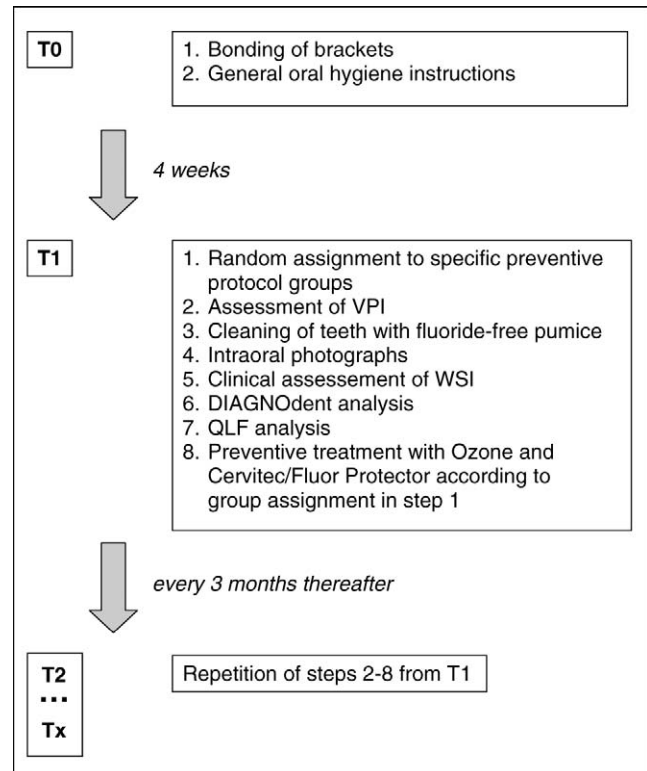 T0
1. Bonding of brackets
2. General oral hygiene instructions
4 weeks
T1
1. Random assignment to specific preventive
protocol groups
2. Assessment of VPI
3. Cleaning of teeth with fluoride-free pumice
4. Intraoral photographs
5. Clinical assessement of WSI
6. DIAGNOdent analysis
7. QLF analysis
8. Preventive treatment with Ozone and
Cervitec/Fluor Protector according to
group assignment in step 1
every 3 months thereafter
T2
...
Tx
Repetition of steps 2-8 from T1